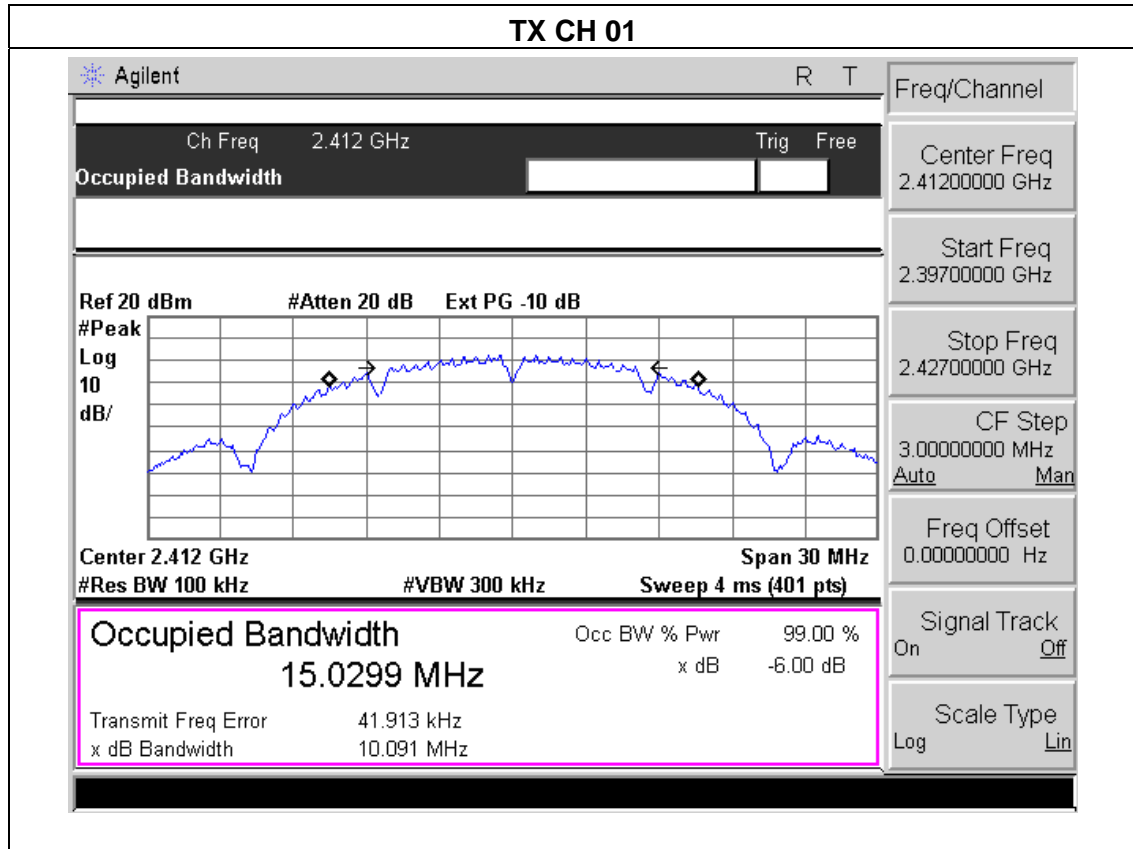 TX CH 01
Agilent R T
Freq/Channel
Ch Freq 2.412 GHz Trig Free
Occupied Bandwidth
Center Freq
2.41200000 GHz
Start Freq
2.39700000 GHz
Ref 20 dBm #Atten 20 dB Ext PG -10 dB
#Peak
Log
10
dB/
Stop Freq
2.42700000 GHz
CF Step
3.00000000 MHz
Auto Man
Center 2.412 GHz Span 30 MHz
#Res BW 100 kHz #VBW 300 kHz Sweep 4 ms (401 pts)
Freq Offset
0.00000000 Hz
Occupied Bandwidth Occ BW % Pwr 99.00 %
15.0299 MHz x dB -6.00 dB
Transmit Freq Error 41.913 kHz
x dB Bandwidth 10.091 MHz
Signal Track
On Off
Scale Type
Log Lin